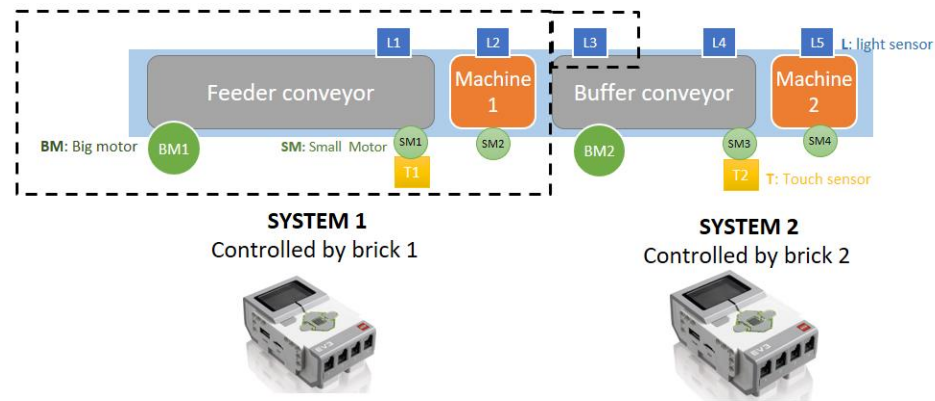 L1
L2
L3
L4
L5
L: light sensor
Feeder conveyor
Machine
1
Buffer conveyor
Machine
2
BM: Big motor
BM1
SM: Small Motor
SM1
SM2
BM2
SM3
SM4
T1
T2
T: Touch sensor
SYSTEM 1
Controlled by brick 1
SYSTEM 2
Controlled by brick 2
EV3
EV3